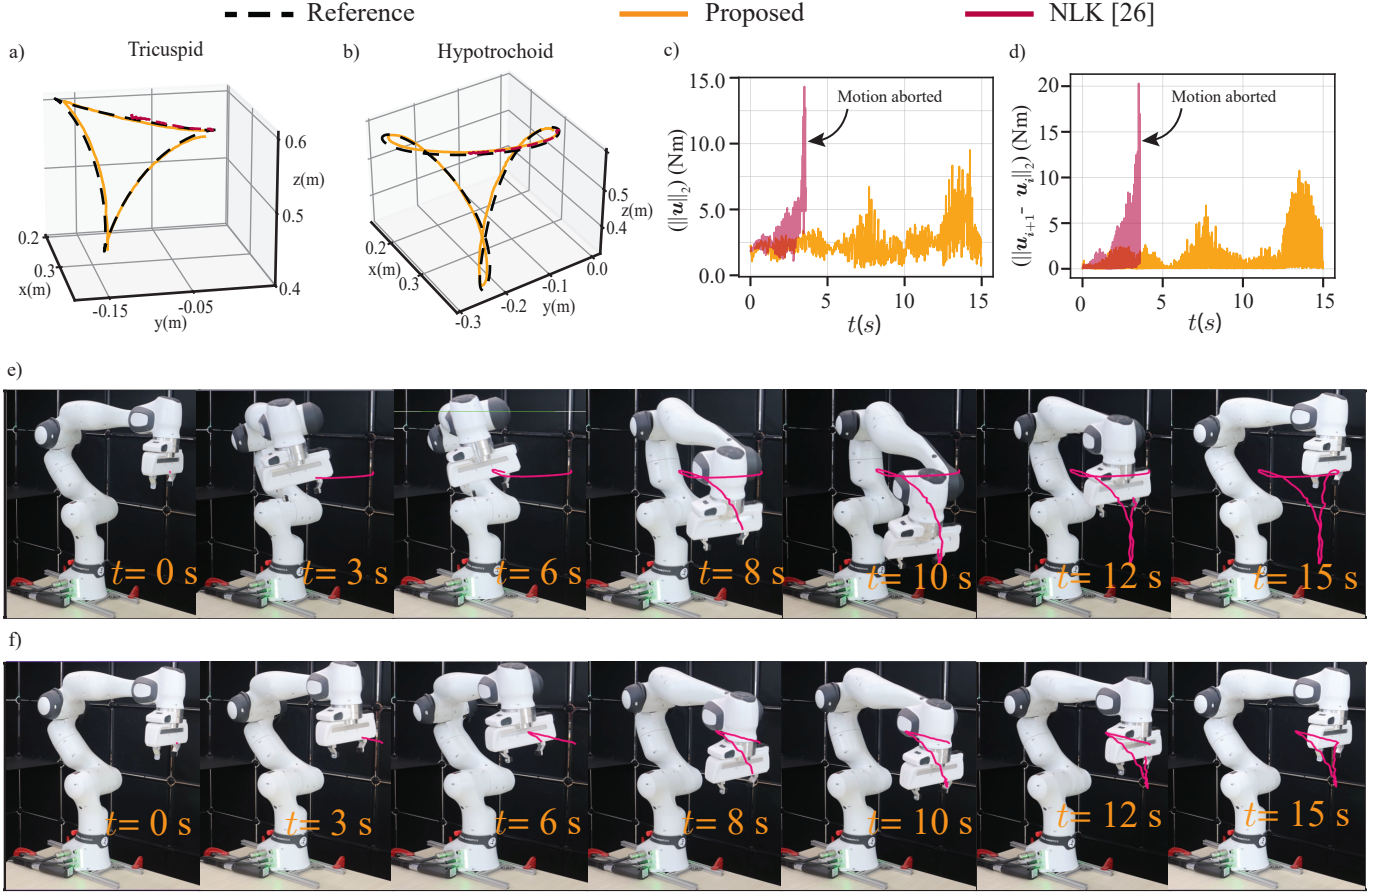 Reference Proposed NLK [26]
a) Tricuspid
0.6
z(m)
0.5
0.4
0.2
0.3
x(m)
-0.15
-0.05
y(m)
b) Hypotrochoid
0.5
z(m)
0.4
0.2
x(m)
0.3
0.0
-0.1
y(m)
-0.2
-0.3
c)
15.0
10.0
5.0
0.0
(||u||₂) (Nm)
Motion aborted
0 5 10 15
t(s)
d)
20
15
10
5
0
(||uᵢ₊₁- uᵢ||₂) (Nm)
Motion aborted
0 5 10 15
t(s)
e)
t= 0 s t= 3 s t= 6 s t= 8 s t= 10 s t= 12 s t= 15 s
f)
t= 0 s t= 3 s t= 6 s t= 8 s t= 10 s t= 12 s t= 15 s